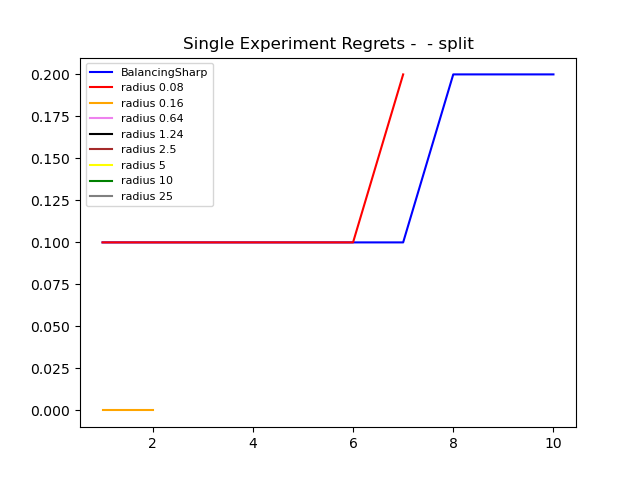 Single Experiment Regrets -  - split
BalancingSharp
radius 0.08
radius 0.16
radius 0.64
radius 1.24
radius 2.5
radius 5
radius 10
radius 25
0.200
0.175
0.150
0.125
0.100
0.075
0.050
0.025
0.000
2 4 6 8 10